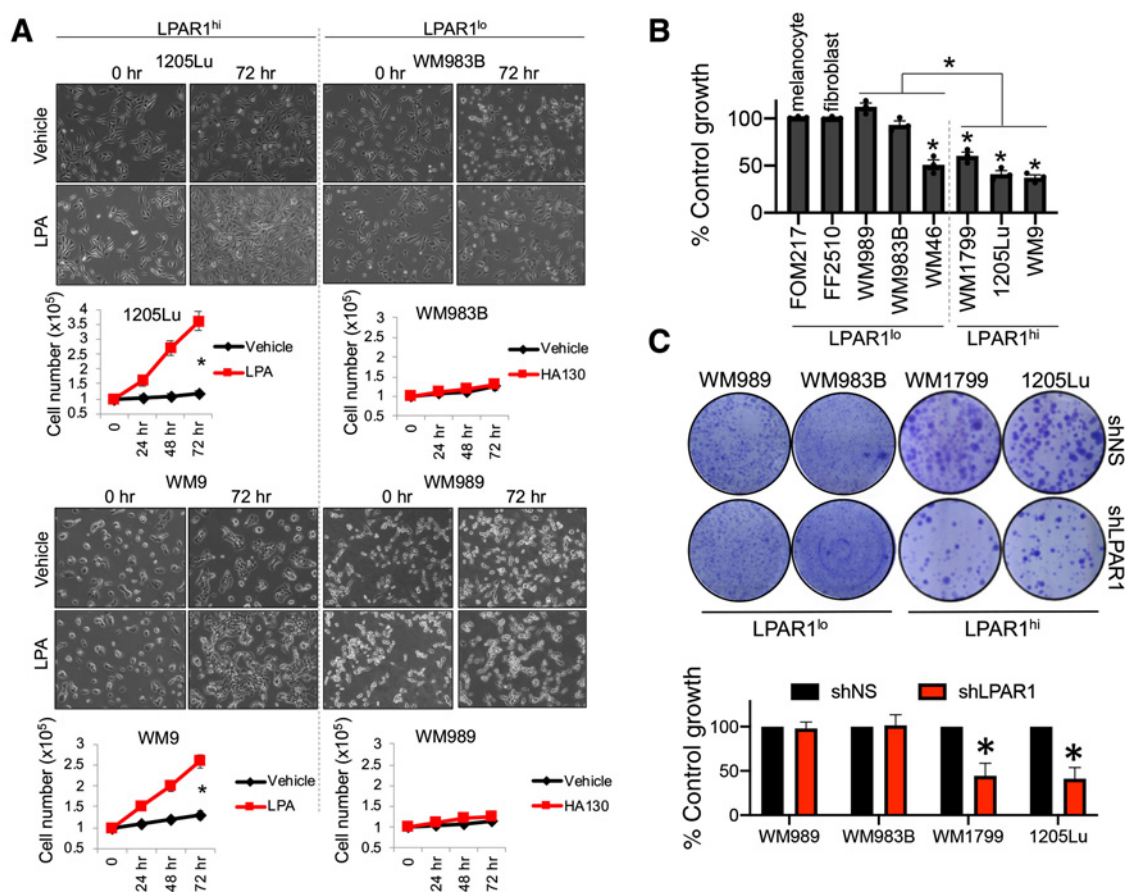 A
LPAR1hi
LPAR1lo
1205Lu
WM983B
0 hr
72 hr
0 hr
72 hr
Vehicle
LPA
1205Lu
Cell number (x105)
4
3.5
3
2.5
2
1.5
1
0.5
0
24 hr
48 hr
72 hr
*
Vehicle
LPA
WM983B
Cell number (x105)
3
2.5
2
1.5
1
0.5
0
24 hr
48 hr
72 hr
Vehicle
HA130
WM9
WM989
0 hr
72 hr
0 hr
72 hr
Vehicle
LPA
WM9
Cell number (x105)
3
2.5
2
1.5
1
0.5
0
24 hr
48 hr
72 hr
*
Vehicle
LPA
WM989
Cell number (x105)
3
2.5
2
1.5
1
0.5
0
24 hr
48 hr
72 hr
Vehicle
HA130
B
% Control growth
100
50
0
melanocyte
fibroblast
*
*
*
*
*
FOM217
FF2510
WM989
WM983B
WM46
WM1799
1205Lu
WM9
LPAR1lo
LPAR1hi
C
WM989
WM983B
WM1799
1205Lu
shNS
shLPAR1
LPAR1lo
LPAR1hi
shNS
shLPAR1
% Control growth
100
50
0
*
*
WM989
WM983B
WM1799
1205Lu